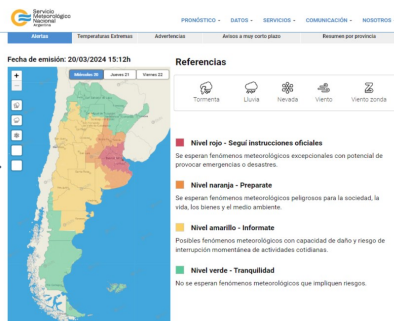 Servicio
Meteorológico
Nacional
Argentina
PRONÓSTICO - DATOS - SERVICIOS - COMUNICACIÓN - NOSOTROS
Alertas Temperaturas Extremas Advertencias Avisos a muy corto plazo Resumen por provincia
Fecha de emisión: 20/03/2024 15:12h
Miércoles 20 Jueves 21 Viernes 22
+
-
Referencias
Tormenta Lluvia Nevada Viento Viento zonda
Nivel rojo - Seguí instrucciones oficiales
Se esperan fenómenos meteorológicos excepcionales con potencial de
provocar emergencias o desastres.
Nivel naranja - Preparate
Se esperan fenómenos meteorológicos peligrosos para la sociedad, la
vida, los bienes y el medio ambiente.
Nivel amarillo - Informate
Posibles fenómenos meteorológicos con capacidad de daño y riesgo de
interrupción momentánea de actividades cotidianas.
Nivel verde - Tranquilidad
No se esperan fenómenos meteorológicos que impliquen riesgos.